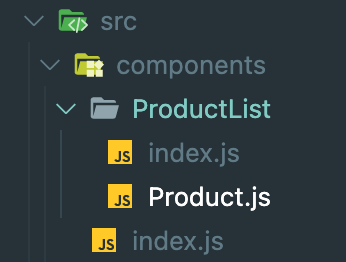 src
components
ProductList
JS index.js
JS Product.js
JS index.js